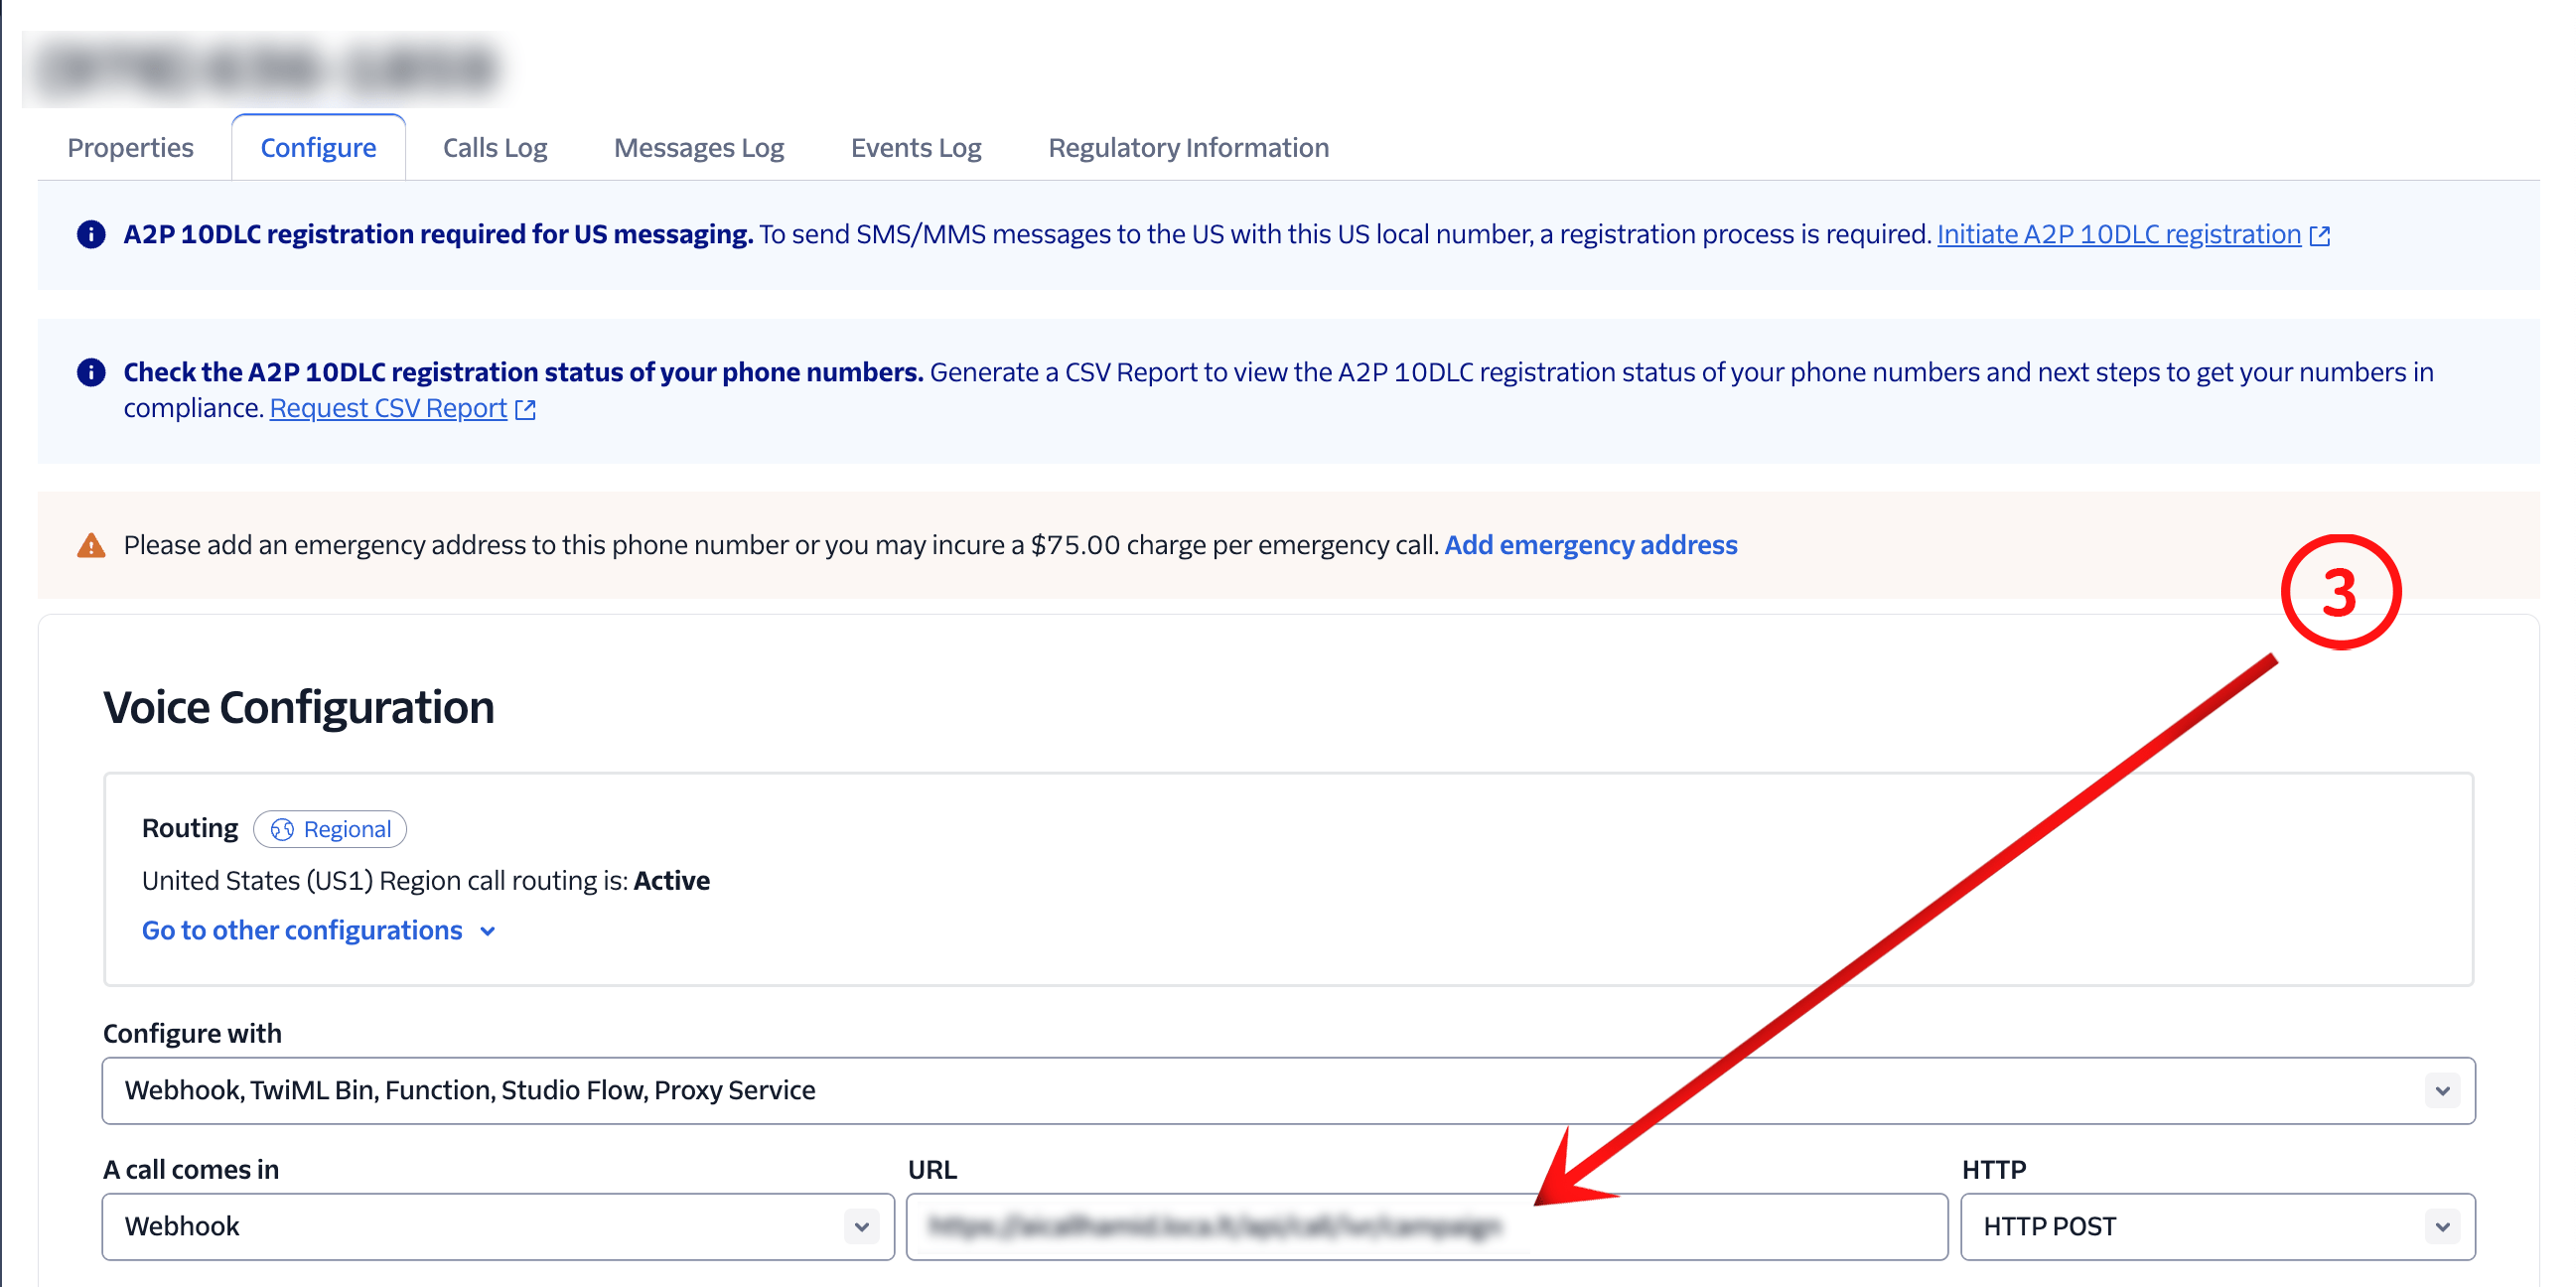 Properties Configure Calls Log Messages Log Events Log Regulatory Information
A2P 10DLC registration required for US messaging. To send SMS/MMS messages to the US with this US local number, a registration process is required. Initiate A2P 10DLC registration
Check the A2P 10DLC registration status of your phone numbers. Generate a CSV Report to view the A2P 10DLC registration status of your phone numbers and next steps to get your numbers in
compliance. Request CSV Report
Please add an emergency address to this phone number or you may incure a $75.00 charge per emergency call. Add emergency address
3
Voice Configuration
Routing Regional
United States (US1) Region call routing is: Active
Go to other configurations
Configure with
Webhook, TwiML Bin, Function, Studio Flow, Proxy Service
A call comes in URL HTTP
Webhook HTTP POST